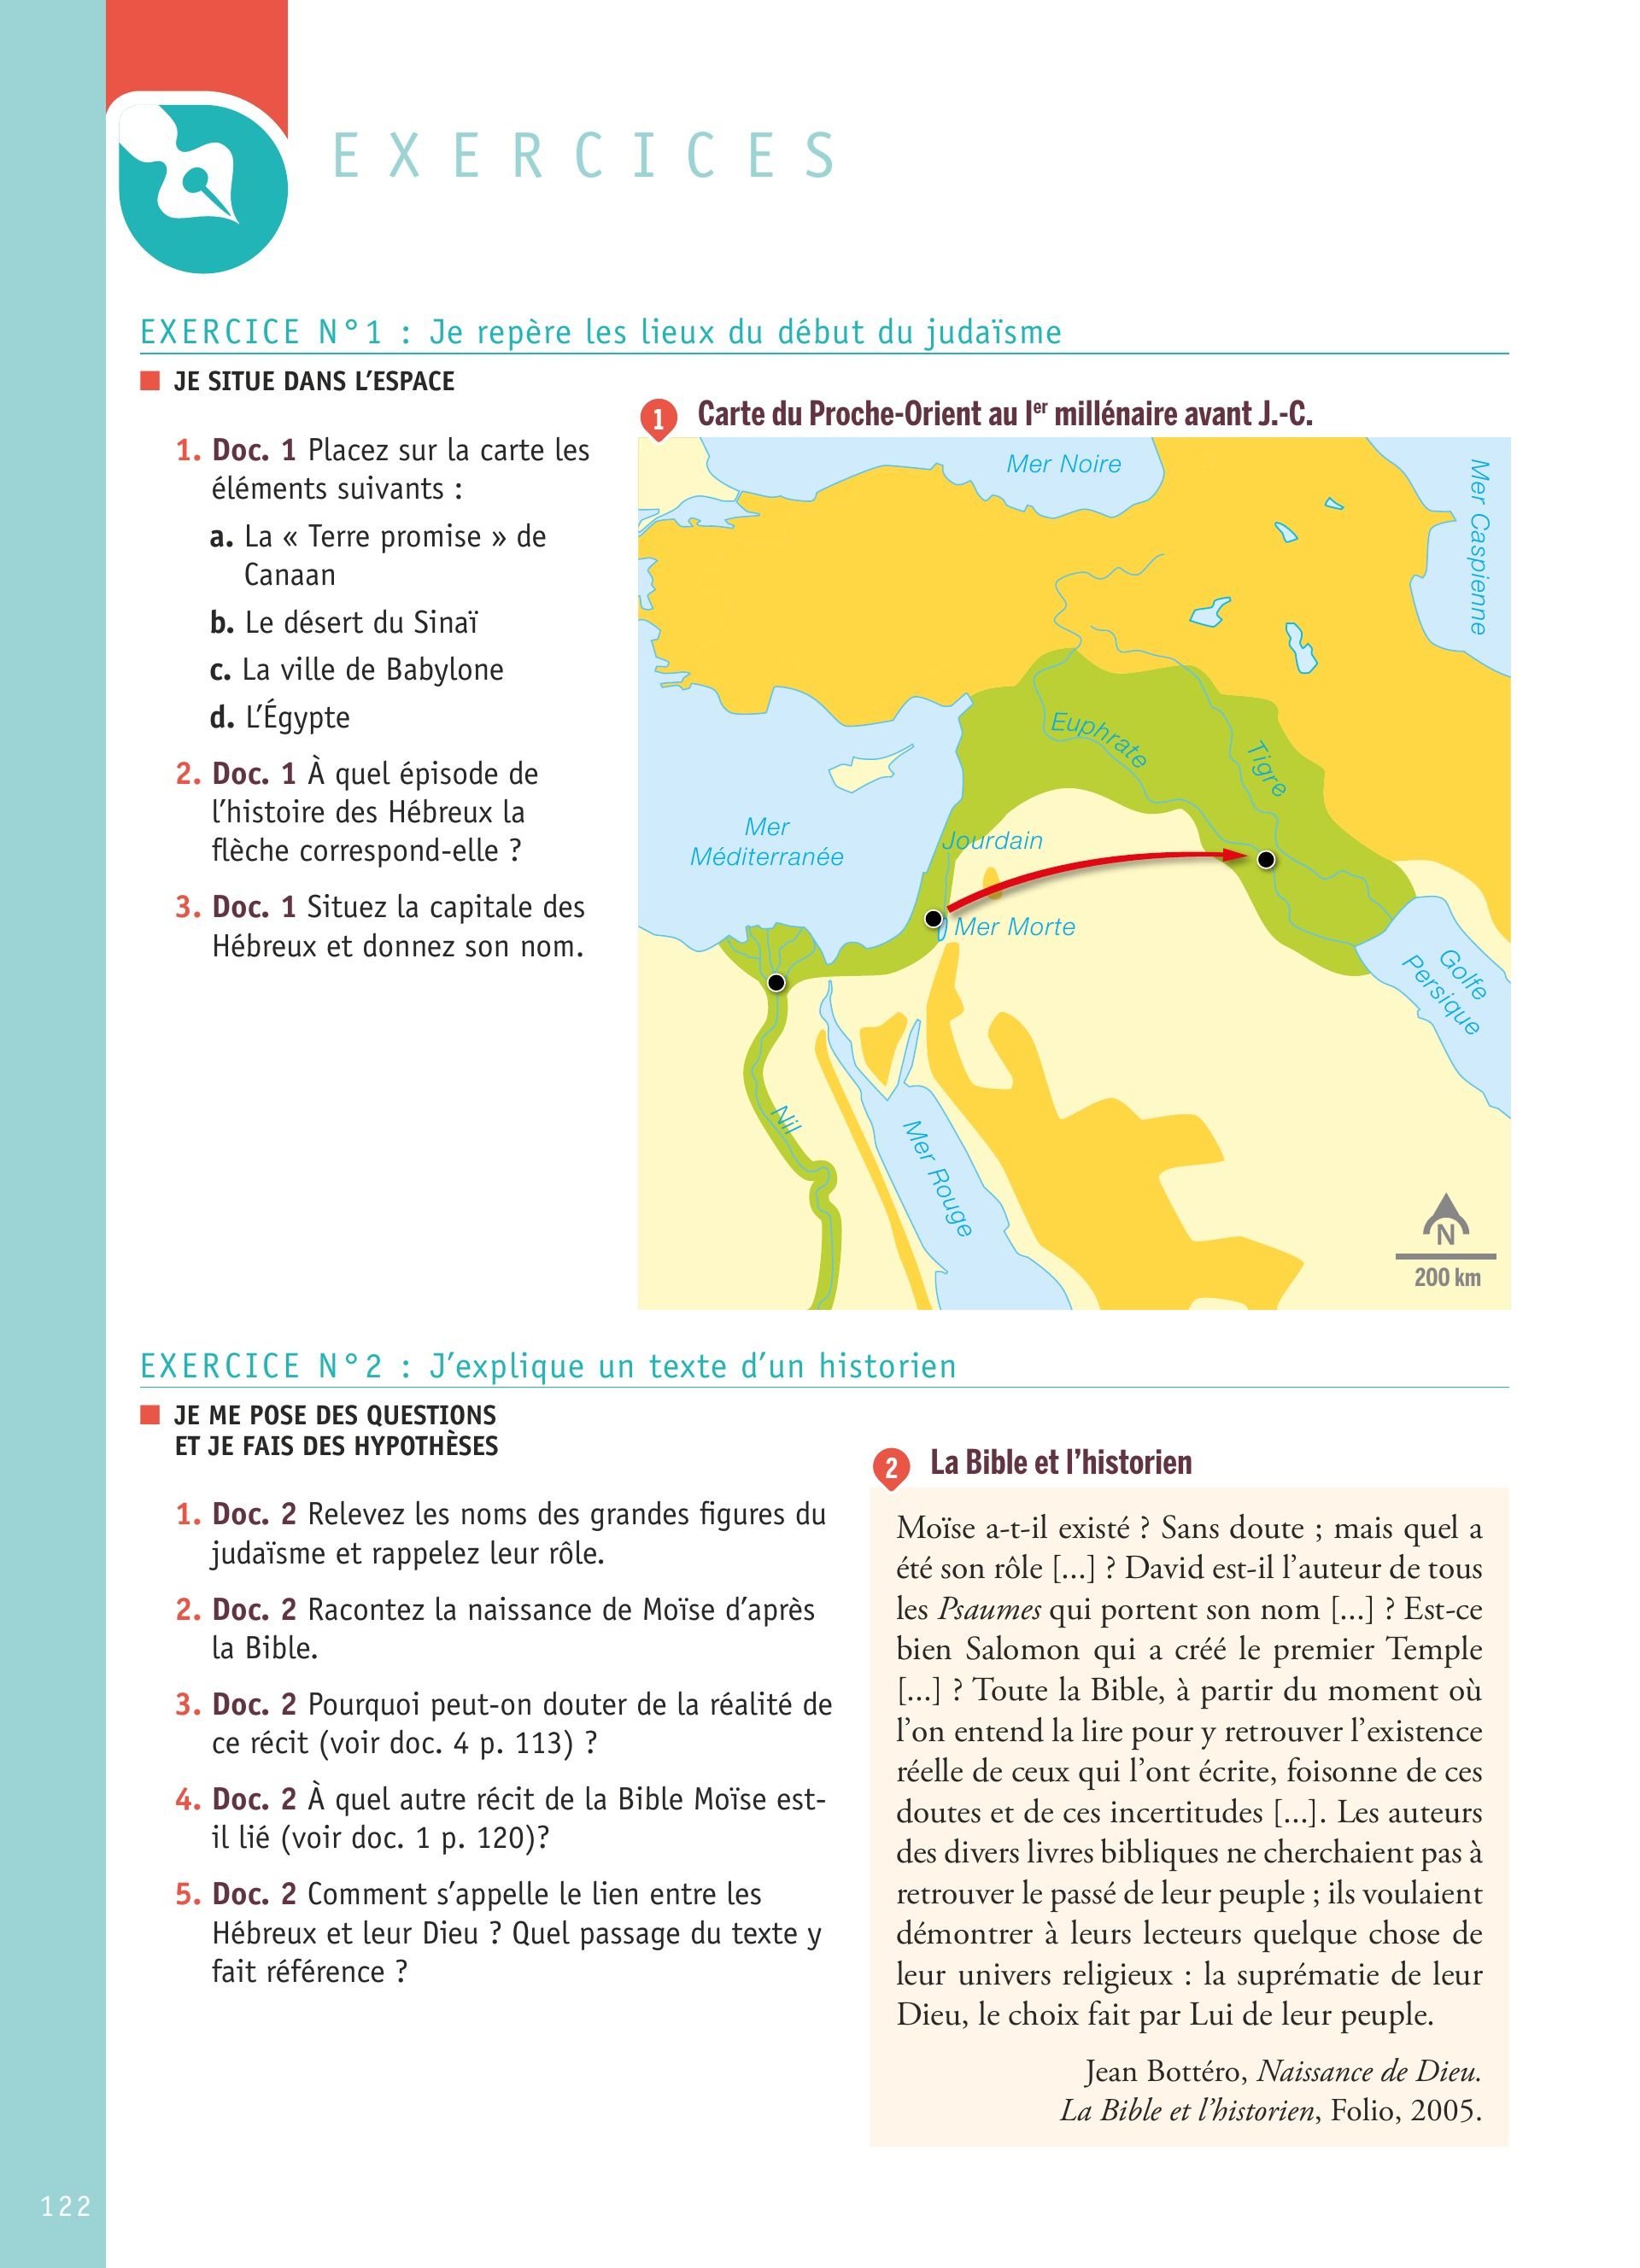 EXERCICES
EXERCICE N°1 : Je repère les lieux du début du judaïsme
JE SITUE DANS L'ESPACE
1. Doc. 1 Placez sur la carte les
éléments suivants :
a. La « Terre promise » de
Canaan
b. Le désert du Sinaï
c. La ville de Babylone
d. L'Égypte
2. Doc. 1 À quel épisode de
l'histoire des Hébreux la
flèche correspond-elle ?
3. Doc. 1 Situez la capitale des
Hébreux et donnez son nom.
1 Carte du Proche-Orient au Ier millénaire avant J.-C.
Mer Noire
Mer Caspienne
Euphrate
Tigre
Mer
Méditerranée
Jourdain
Mer Morte
Golfe
Persique
Nil
Mer Rouge
N
200 km
EXERCICE N°2 : J'explique un texte d'un historien
JE ME POSE DES QUESTIONS
ET JE FAIS DES HYPOTHÈSES
1. Doc. 2 Relevez les noms des grandes figures du
judaïsme et rappelez leur rôle.
2. Doc. 2 Racontez la naissance de Moïse d'après
la Bible.
3. Doc. 2 Pourquoi peut-on douter de la réalité de
ce récit (voir doc. 4 p. 113) ?
4. Doc. 2 À quel autre récit de la Bible Moïse est-
il lié (voir doc. 1 p. 120)?
5. Doc. 2 Comment s'appelle le lien entre les
Hébreux et leur Dieu ? Quel passage du texte y
fait référence ?
2 La Bible et l'historien
Moïse a-t-il existé ? Sans doute ; mais quel a
été son rôle [...] ? David est-il l'auteur de tous
les Psaumes qui portent son nom [...] ? Est-ce
bien Salomon qui a créé le premier Temple
[...] ? Toute la Bible, à partir du moment où
l'on entend la lire pour y retrouver l'existence
réelle de ceux qui l'ont écrite, foisonne de ces
doutes et de ces incertitudes [...]. Les auteurs
des divers livres bibliques ne cherchaient pas à
retrouver le passé de leur peuple ; ils voulaient
démontrer à leurs lecteurs quelque chose de
leur univers religieux : la suprématie de leur
Dieu, le choix fait par Lui de leur peuple.
Jean Bottéro, Naissance de Dieu.
La Bible et l'historien, Folio, 2005.
122